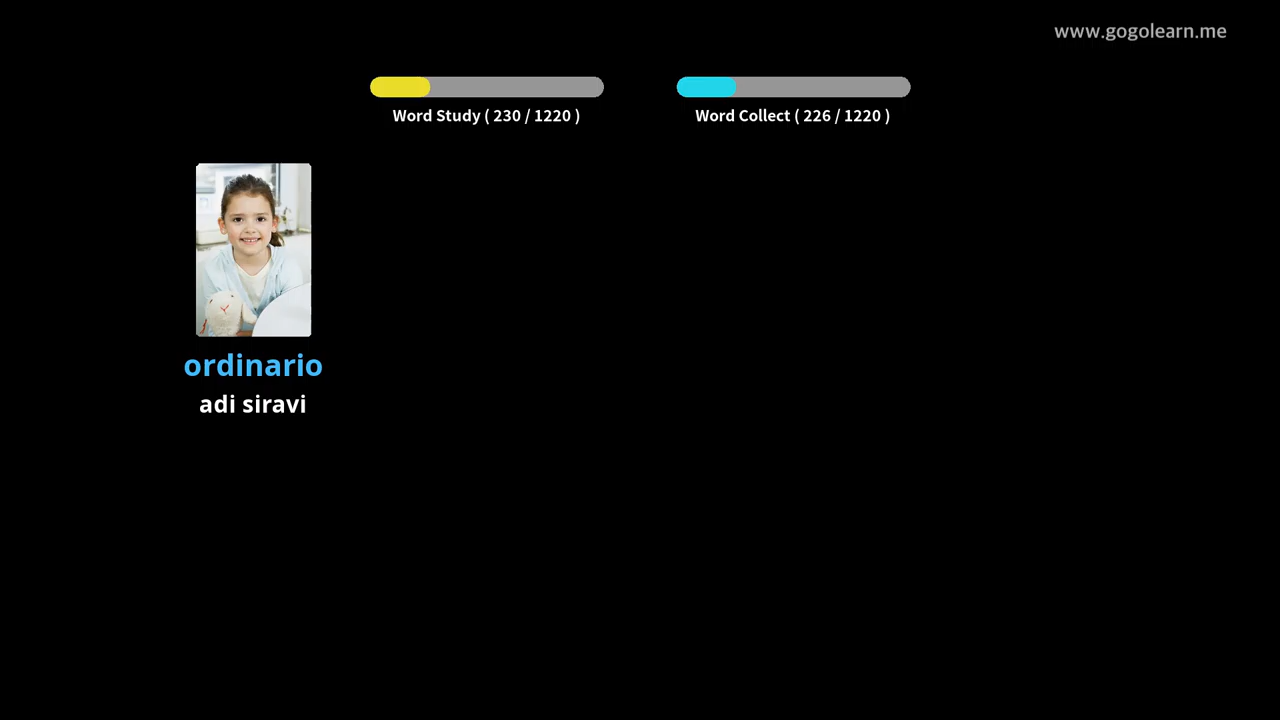 www.gogolearn.me
Word Study ( 230 / 1220 )
Word Collect ( 226 / 1220 )
ordinario
adi siravi